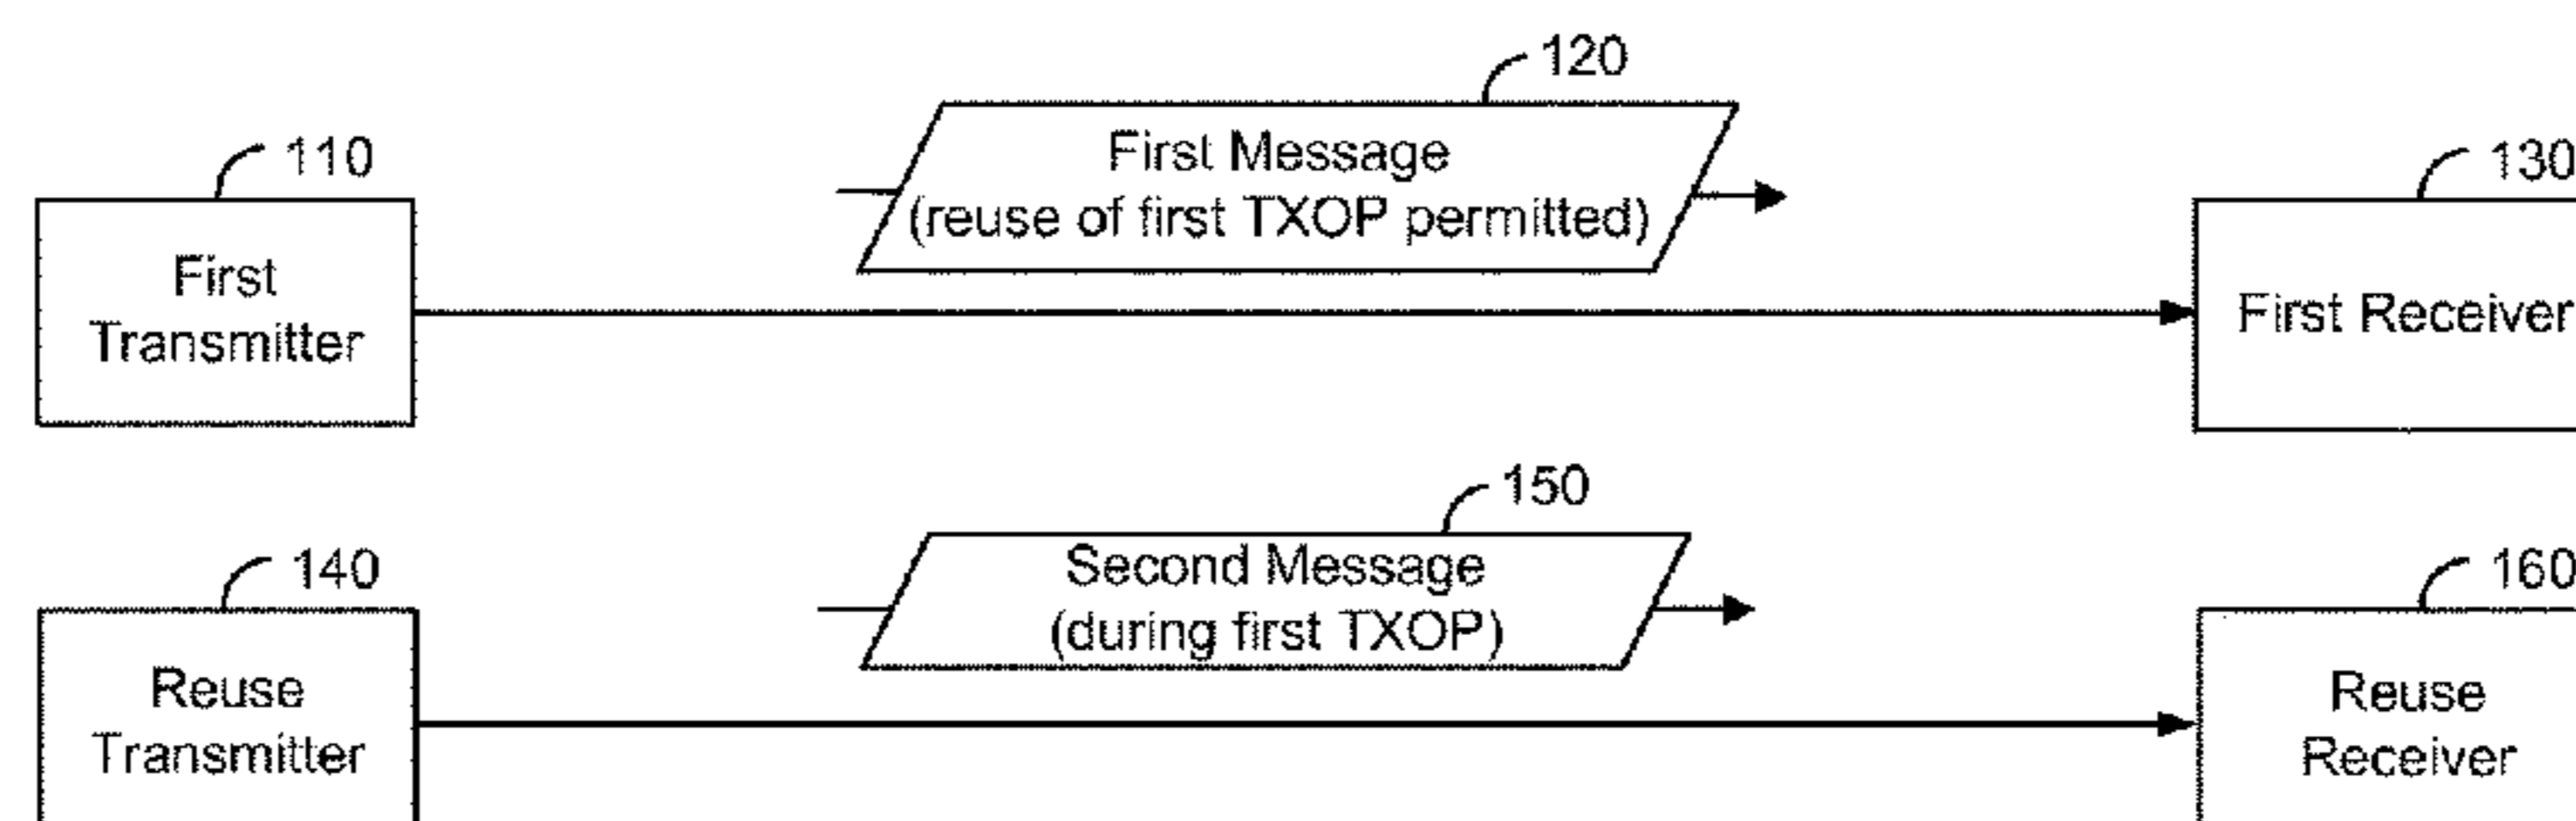 120
First Message
(reuse of first TXOP permitted)
110
First
Transmitter
130
First Receiver
150
Second Message
(during first TXOP)
140
Reuse
Transmitter
160
Reuse
Receiver